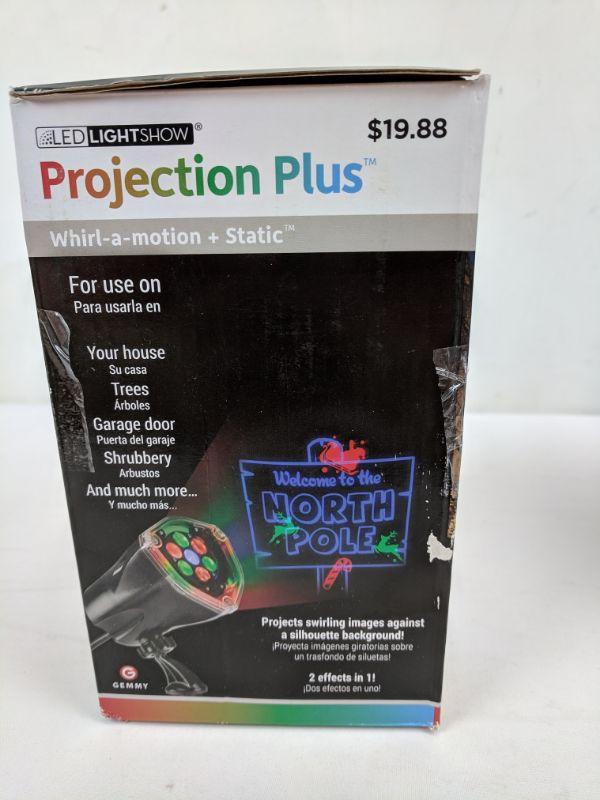 LED LIGHTSHOW®
$19.88
Projection Plus™
Whirl-a-motion + Static™
For use on
Para usarla en
Your house
Su casa
Trees
Árboles
Garage door
Puerta del garaje
Shrubbery
Arbustos
And much more...
Y mucho más...
Welcome to the
NORTH
POLE
Projects swirling images against
a silhouette background!
¡Proyecta imágenes giratorias sobre
un trasfondo de siluetas!
2 effects in 1!
¡Dos efectos en uno!
G
GEMMY